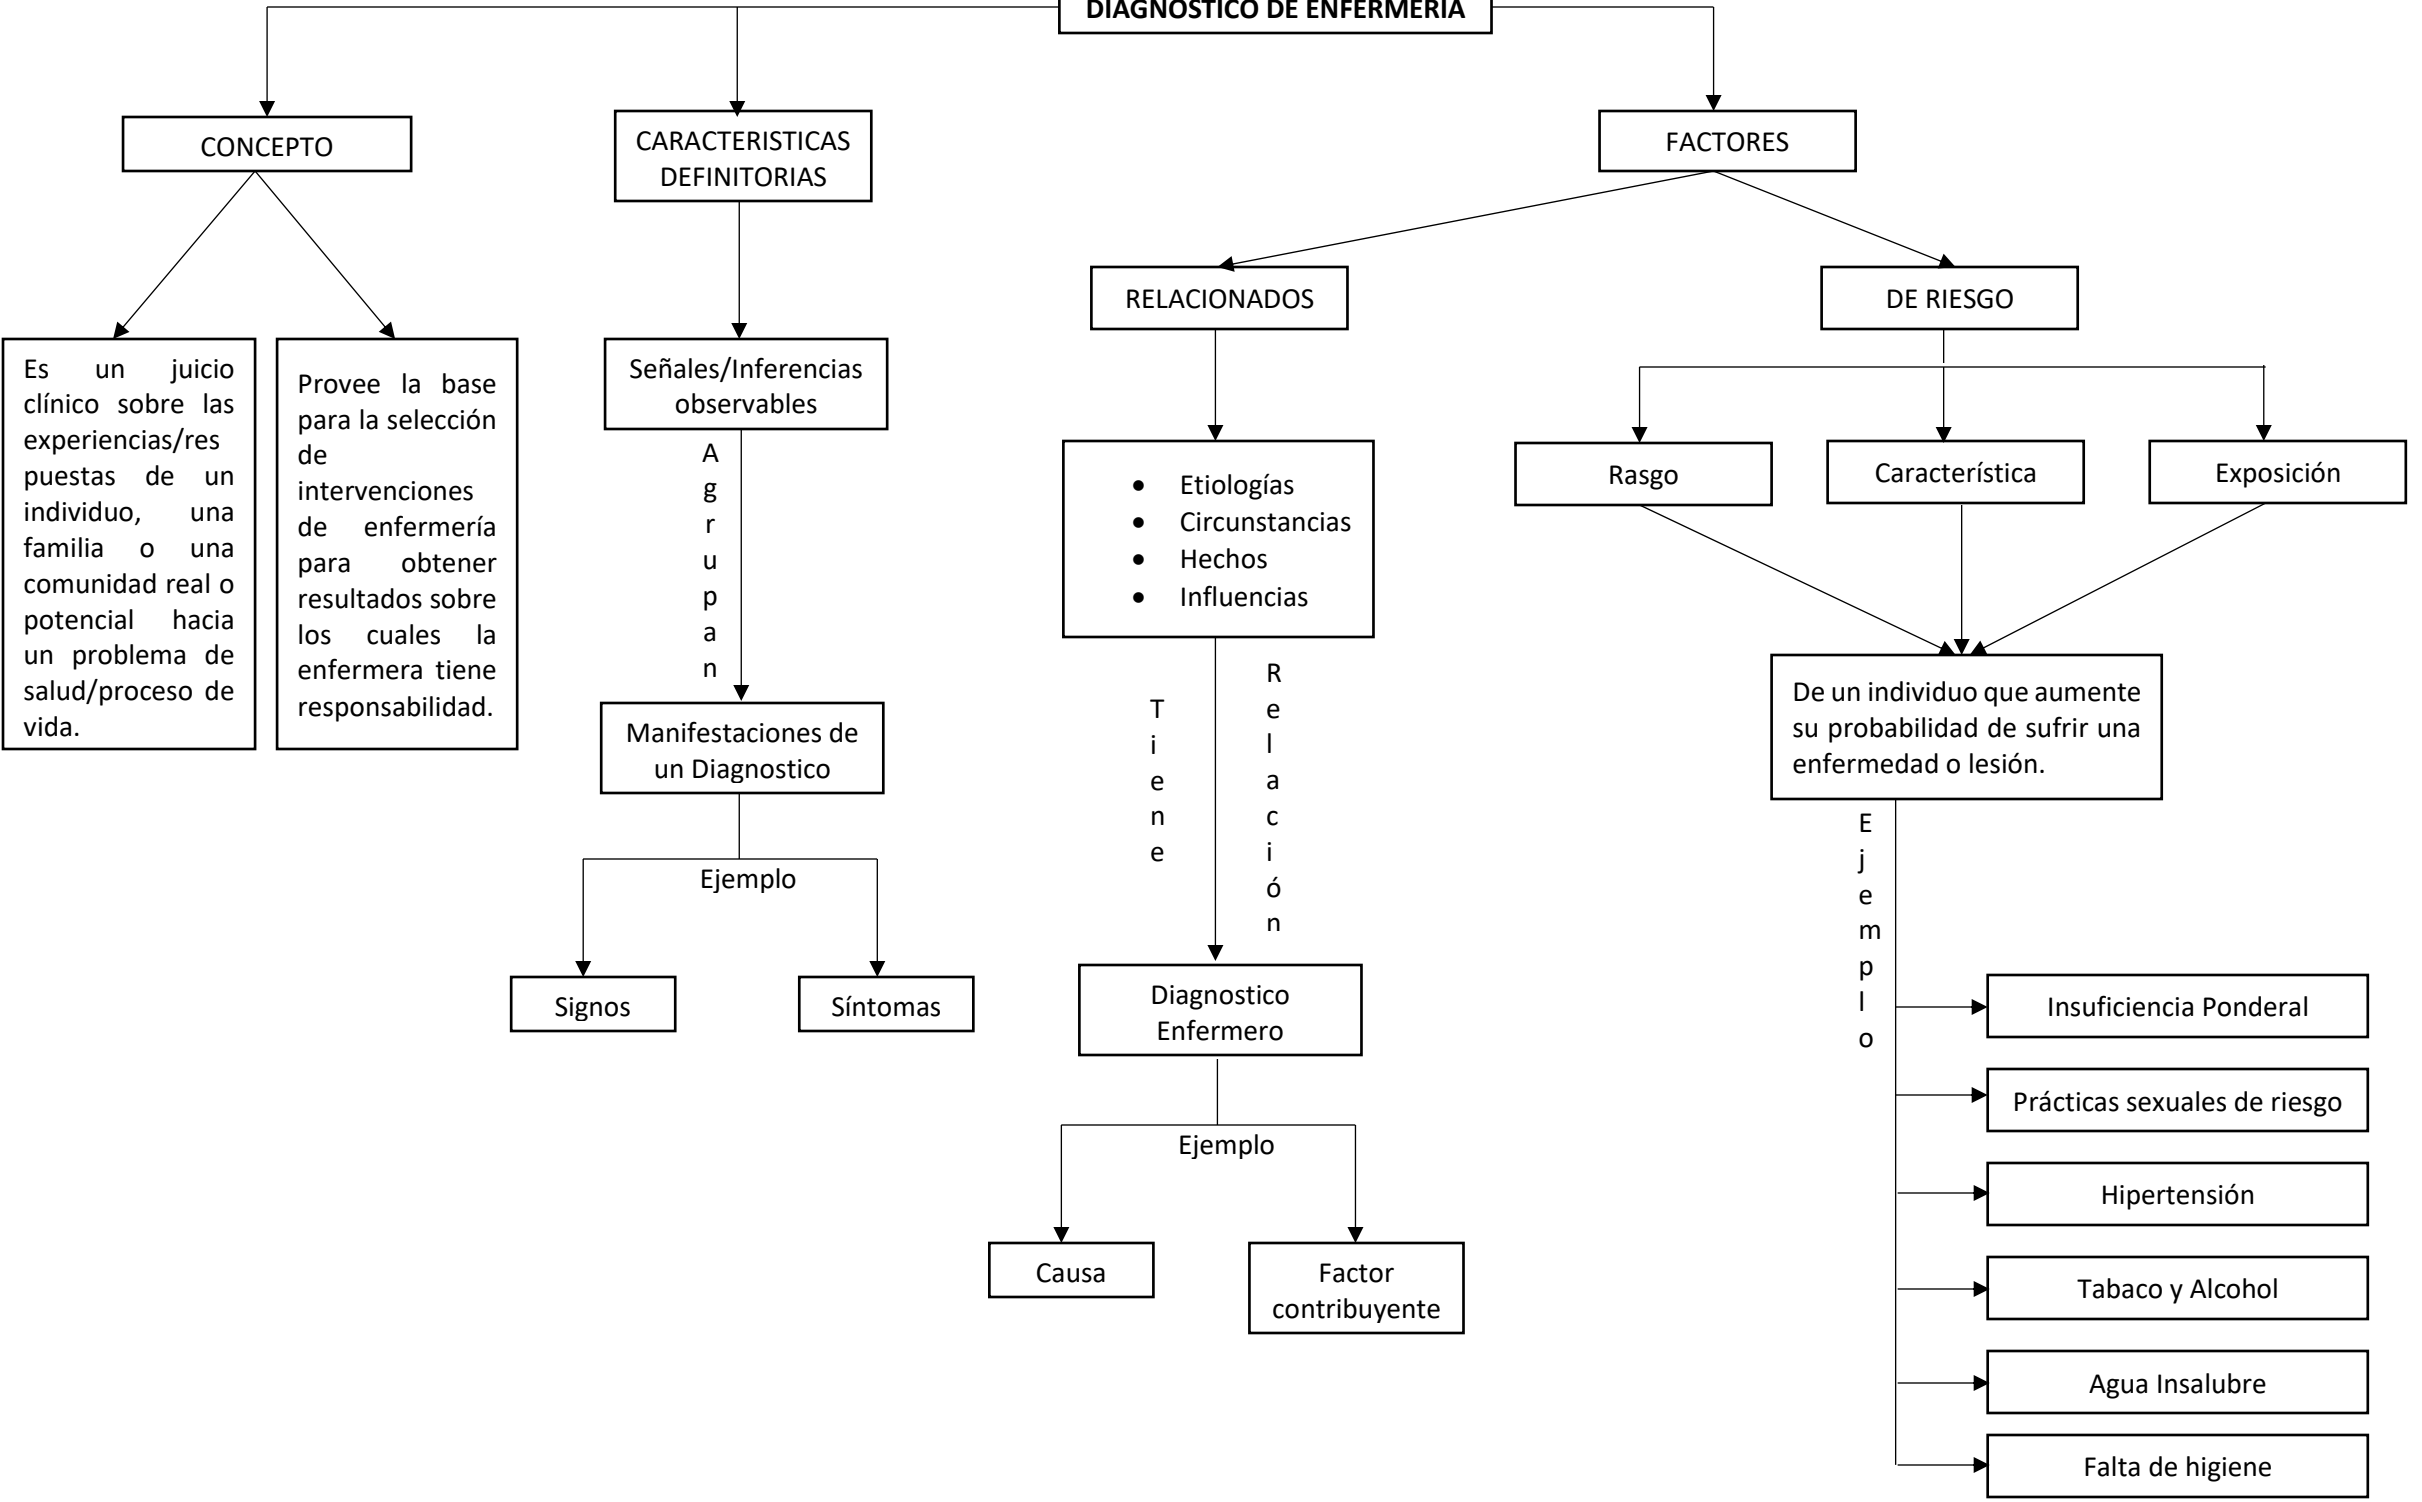 DIAGNOSTICO DE ENFERMERIA
CONCEPTO
CARACTERISTICAS
DEFINITORIAS
FACTORES
RELACIONADOS
DE RIESGO
Es un juicio
clínico sobre las
experiencias/res
puestas de un
individuo, una
familia o una
comunidad real o
potencial hacia
un problema de
salud/proceso de
vida.
Provee la base
para la selección
de
intervenciones
de enfermería
para obtener
resultados sobre
los cuales la
enfermera tiene
responsabilidad.
Señales/Inferencias
observables
Agrupan
Manifestaciones de
un Diagnostico
Ejemplo
Signos
Síntomas
• Etiologías
• Circunstancias
• Hechos
• Influencias
Tiene
Relación
Diagnostico
Enfermero
Ejemplo
Causa
Factor
contribuyente
Rasgo
Característica
Exposición
De un individuo que aumente
su probabilidad de sufrir una
enfermedad o lesión.
Ejemplo
Insuficiencia Ponderal
Prácticas sexuales de riesgo
Hipertensión
Tabaco y Alcohol
Agua Insalubre
Falta de higiene